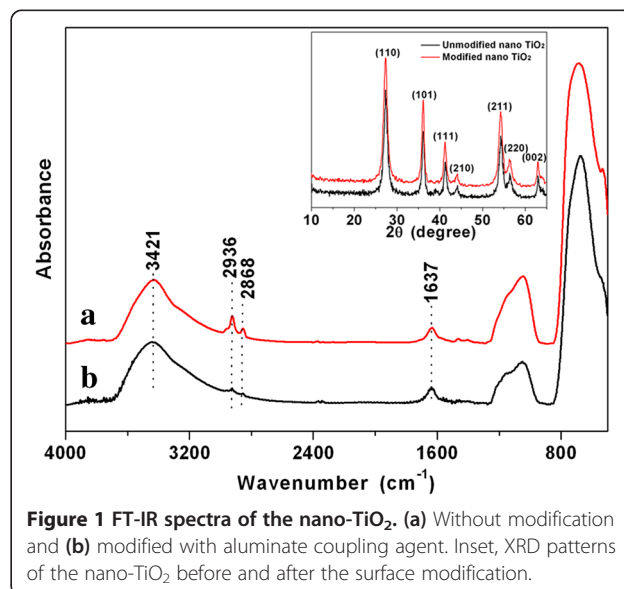 Unmodified nano TiO₂
Modified nano TiO₂
(110)
(101)
(111)
(210)
(211)
(220)
(002)
10 20 30 40 50 60
2θ (degree)
Absorbance
3421
2936
2868
1637
a
b
4000 3200 2400 1600 800
Wavenumber (cm⁻¹)
Figure 1 FT-IR spectra of the nano-TiO₂. (a) Without modification
and (b) modified with aluminate coupling agent. Inset, XRD patterns
of the nano-TiO₂ before and after the surface modification.